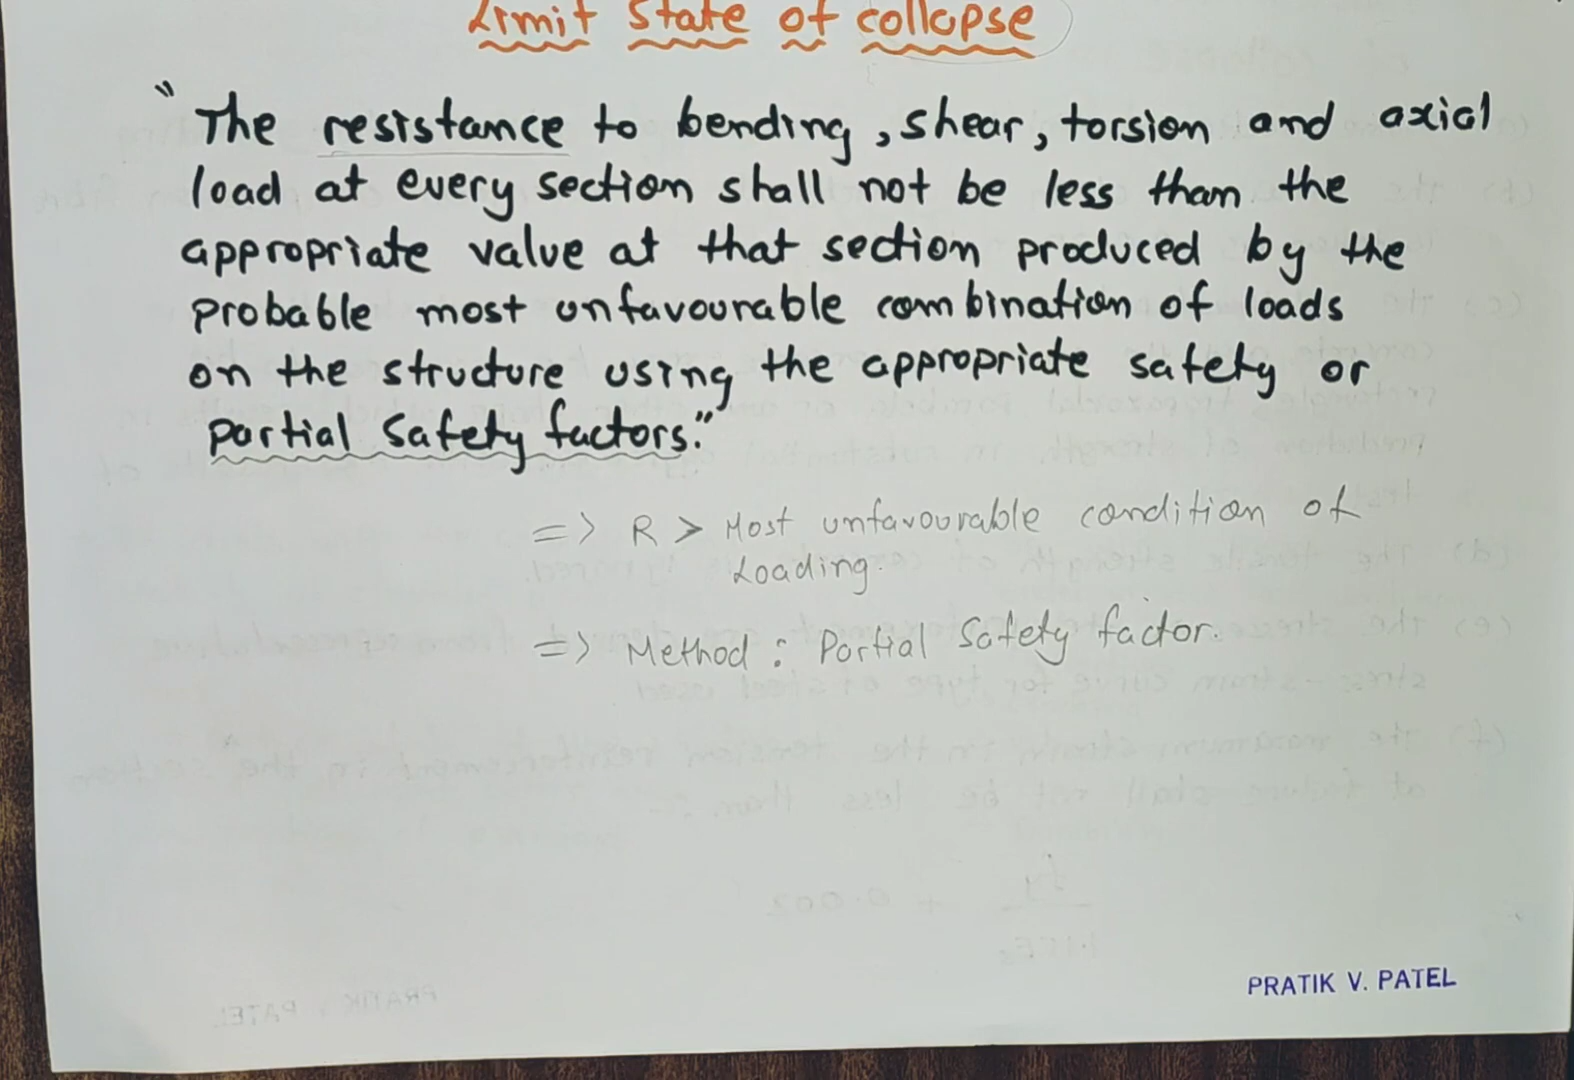 Limit State of collapse
"The resistance to bending, shear, torsion and axial
load at every section shall not be less than the
appropriate value at that section produced by the
probable most unfavourable combination of loads
on the structure using the appropriate safety or
partial safety factors."
=> R > Most unfavourable condition of
Loading.
=> Method : Partial Safety factor.
PRATIK V. PATEL